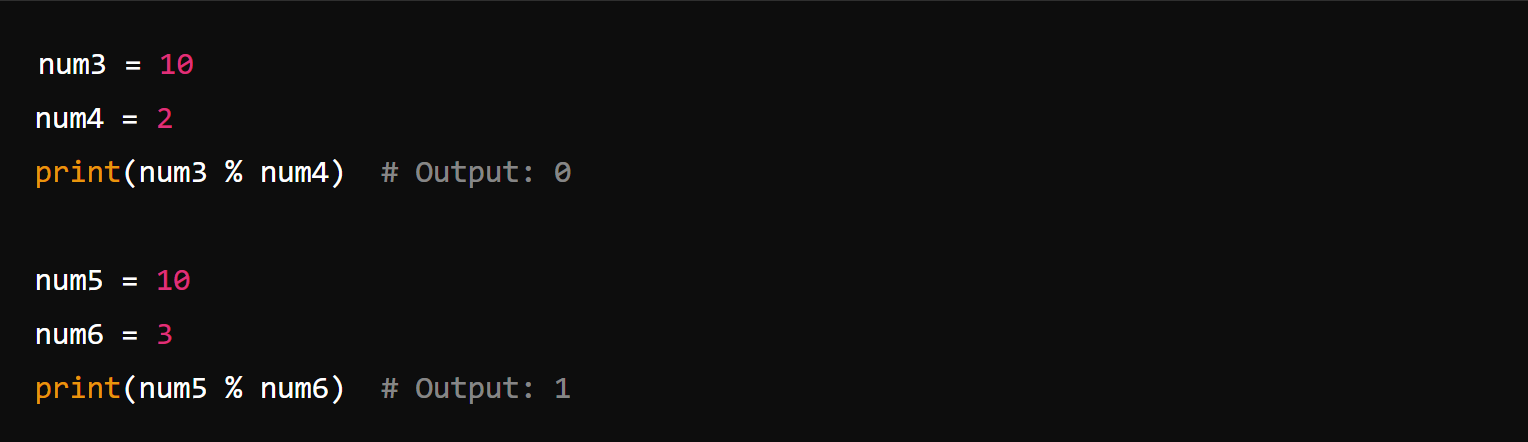 num3 = 10
num4 = 2
print(num3 % num4)  # Output: 0
num5 = 10
num6 = 3
print(num5 % num6)  # Output: 1